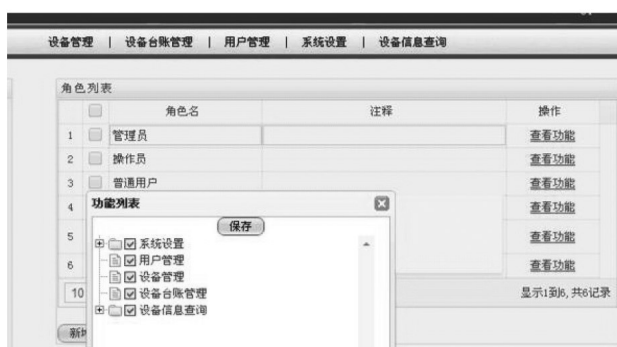 设备管理 | 设备台账管理 | 用户管理 | 系统设置 | 设备信息查询
角色列表
角色名 注释 操作
1 管理员 查看功能
2 操作员 查看功能
3 普通用户 查看功能
4 查看功能
5 查看功能
6 查看功能
功能列表
保存
系统设置
用户管理
设备管理
设备台账管理
设备信息查询
10 显示1到6, 共6记录
新增